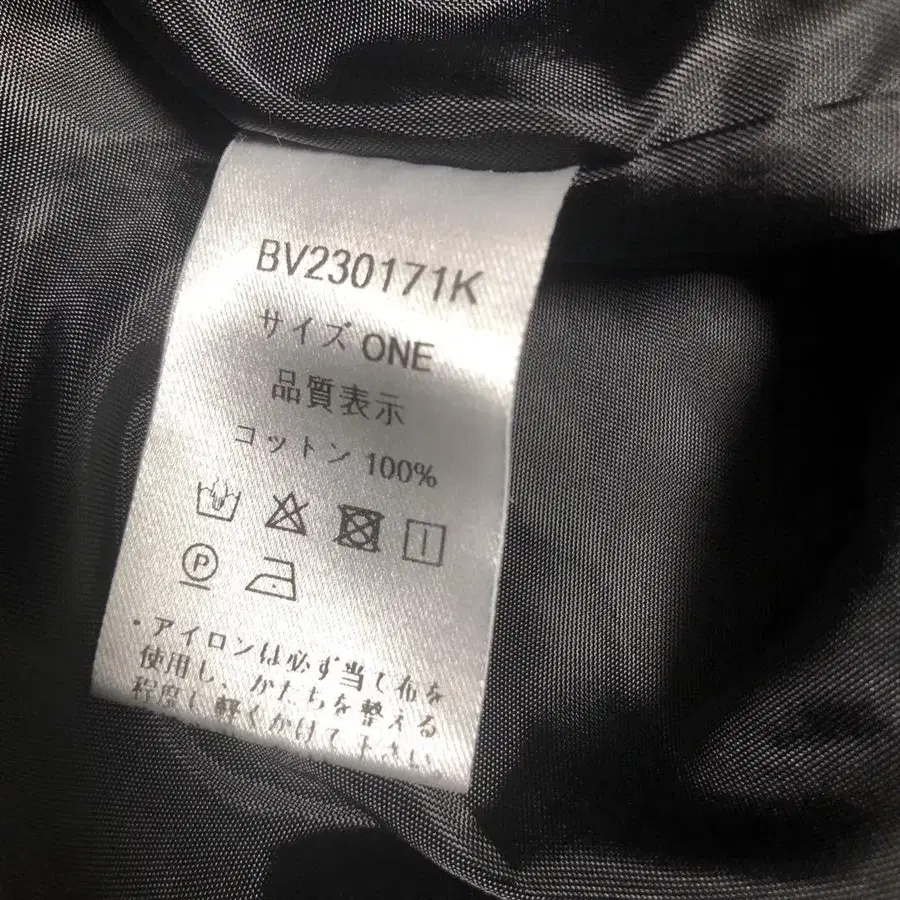 BV230171K
サイズ ONE
品質表示
コットン 100%
P
・アイロンは必ず当て布を
使用し、かたちを整える
程度し軽くかけて下さい。